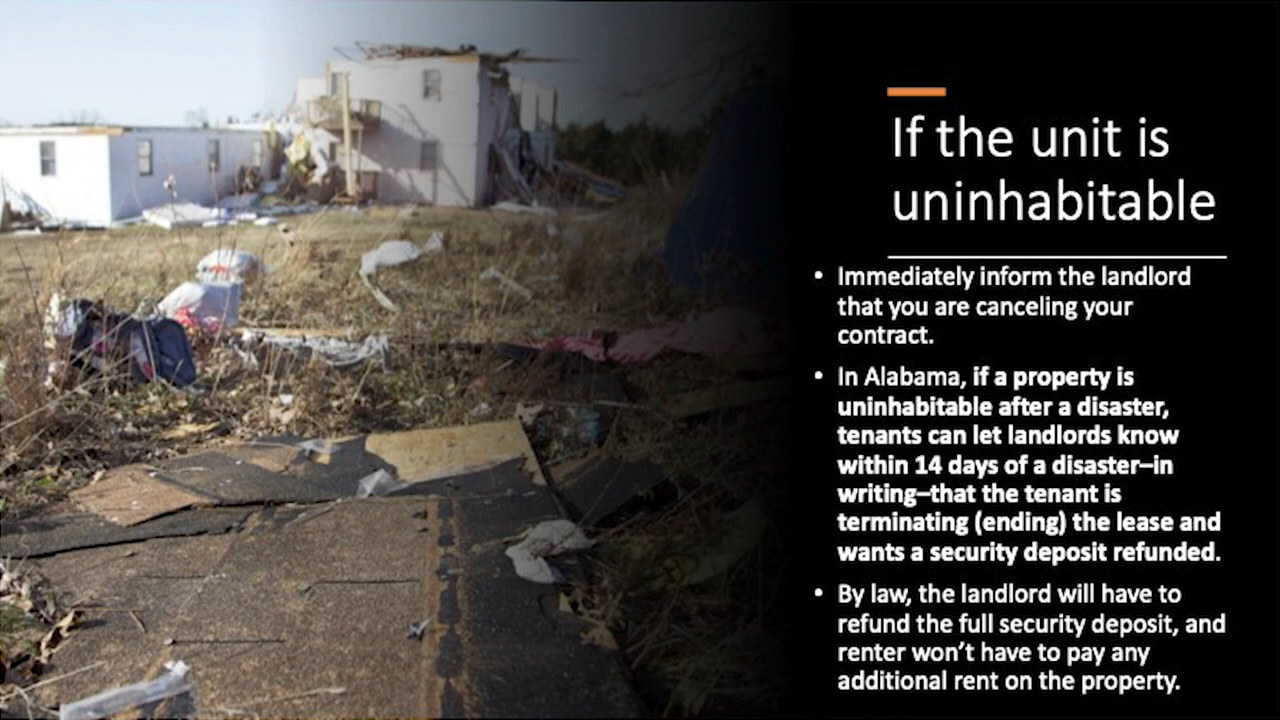 If the unit is
uninhabitable
• Immediately inform the landlord
that you are canceling your
contract.
• In Alabama, if a property is
uninhabitable after a disaster,
tenants can let landlords know
within 14 days of a disaster–in
writing–that the tenant is
terminating (ending) the lease and
wants a security deposit refunded.
• By law, the landlord will have to
refund the full security deposit, and
renter won’t have to pay any
additional rent on the property.